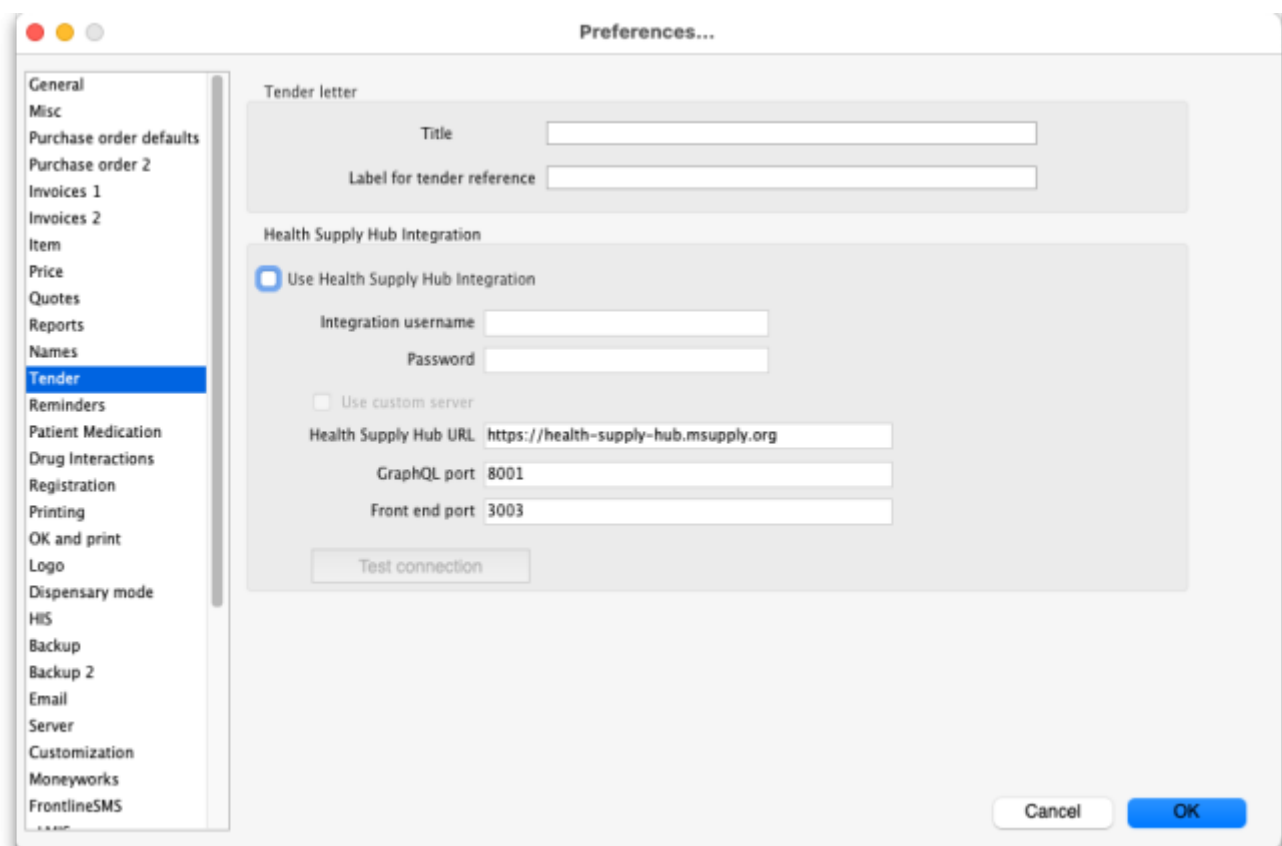 Preferences...
General
Misc
Purchase order defaults
Purchase order 2
Invoices 1
Invoices 2
Item
Price
Quotes
Reports
Names
Tender
Reminders
Patient Medication
Drug Interactions
Registration
Printing
OK and print
Logo
Dispensary mode
HIS
Backup
Backup 2
Email
Server
Customization
Moneyworks
FrontlineSMS
Tender letter
Title
Label for tender reference
Health Supply Hub Integration
Use Health Supply Hub Integration
Integration username
Password
Use custom server
Health Supply Hub URL https://health-supply-hub.msupply.org
GraphQL port 8001
Front end port 3003
Test connection
Cancel OK